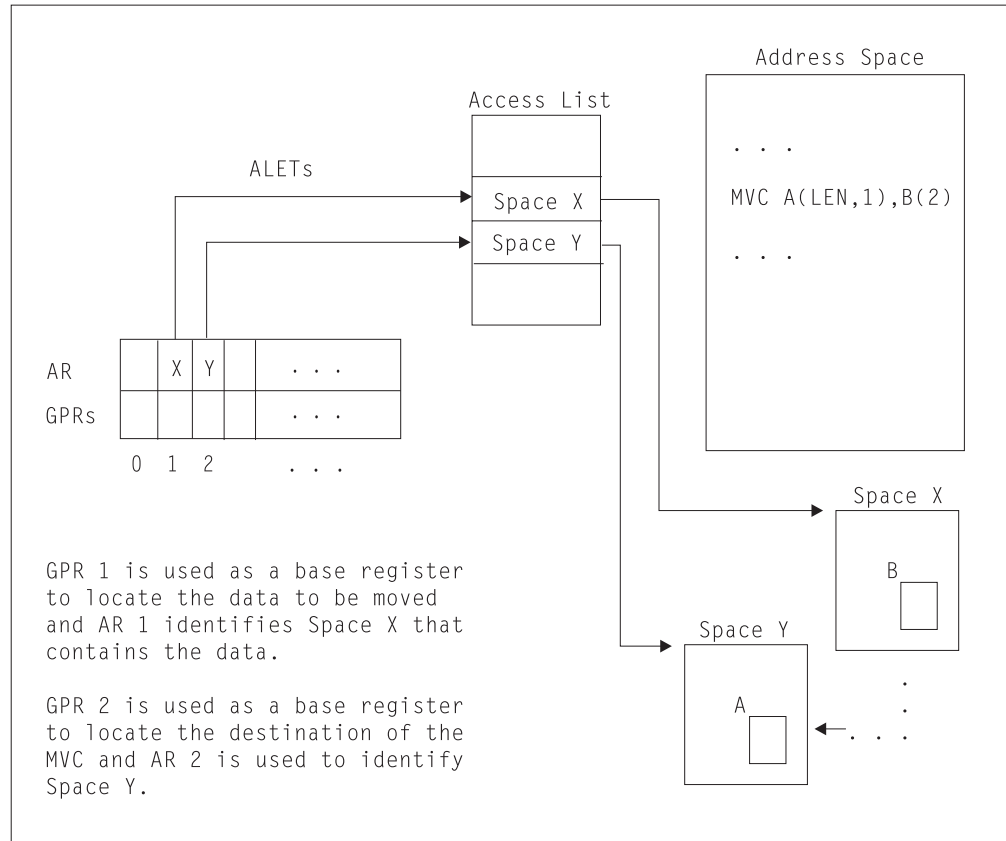 Address Space
Access List
. . .
ALETs
Space X
MVC A(LEN,1),B(2)
Space Y
. . .
AR X Y . . .
GPRs . . .
0 1 2 . . .
Space X
B
GPR 1 is used as a base register
to locate the data to be moved
and AR 1 identifies Space X that
contains the data.
Space Y
A
GPR 2 is used as a base register
to locate the destination of the
MVC and AR 2 is used to identify
Space Y.